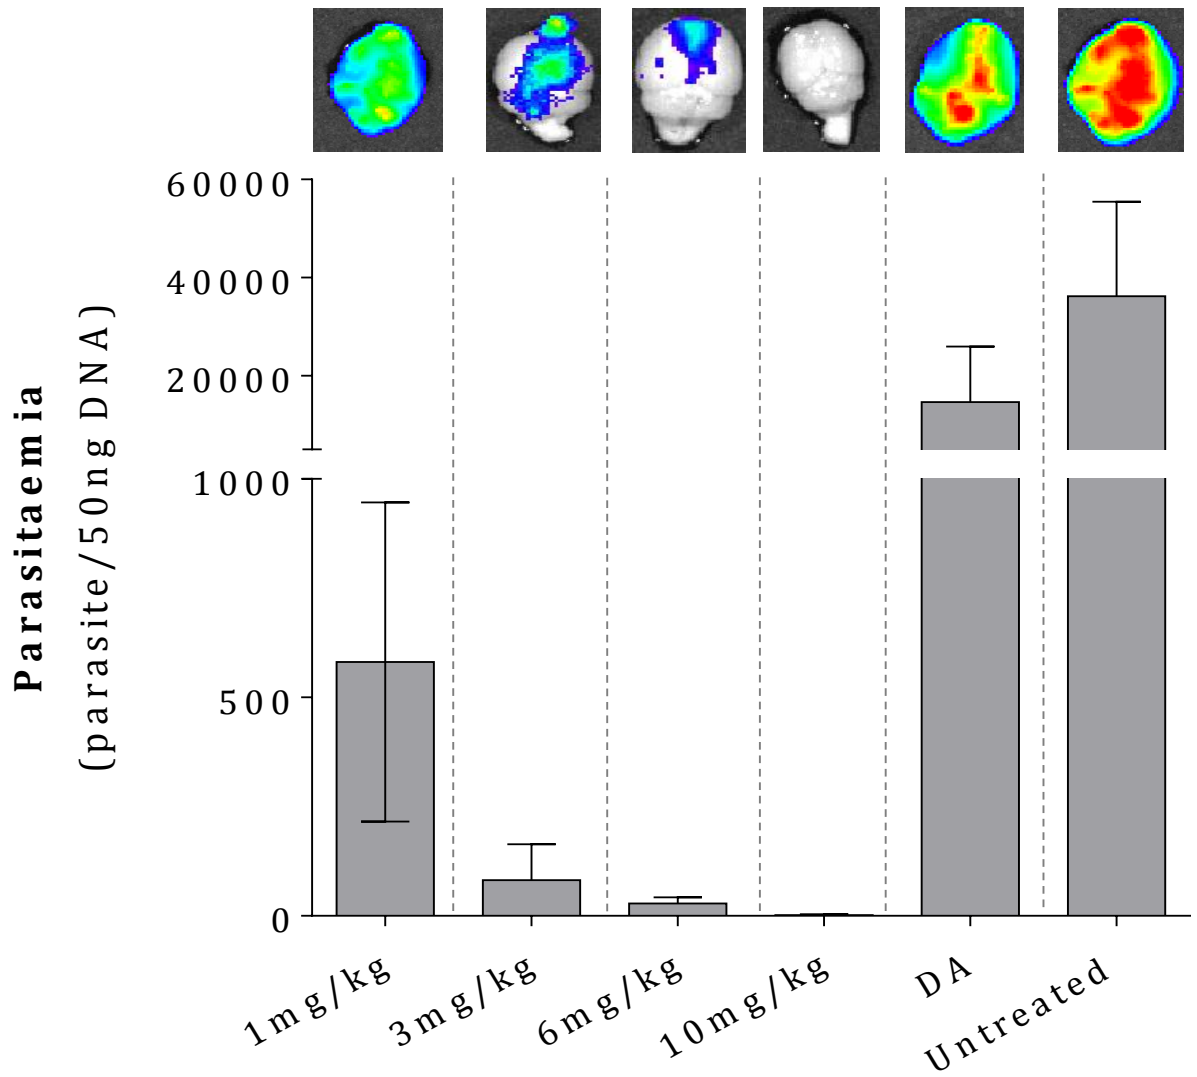 60000
40000
20000
1000
500
0
Parasitaemia
(parasite/50ng DNA)
1mg/kg
3mg/kg
6mg/kg
10mg/kg
DA
Untreated